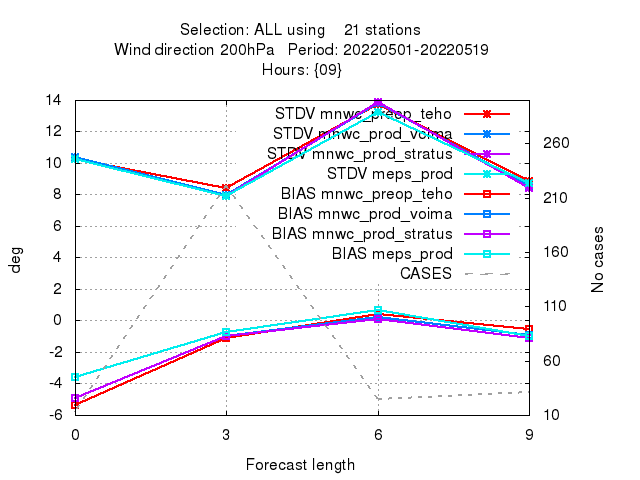 Selection: ALL using 21 stations
Wind direction 200hPa Period: 20220501-20220519
Hours: {09}
14
12
10
8
6
4
2
0
-2
-4
-6
deg
STDV mnwc_preop_teho
STDV mnwc_prod_voima
STDV mnwc_prod_stratus
STDV meps_prod
BIAS mnwc_preop_teho
BIAS mnwc_prod_voima
BIAS mnwc_prod_stratus
BIAS meps_prod
CASES
260
210
160
110
60
10
No cases
0 3 6 9
Forecast length